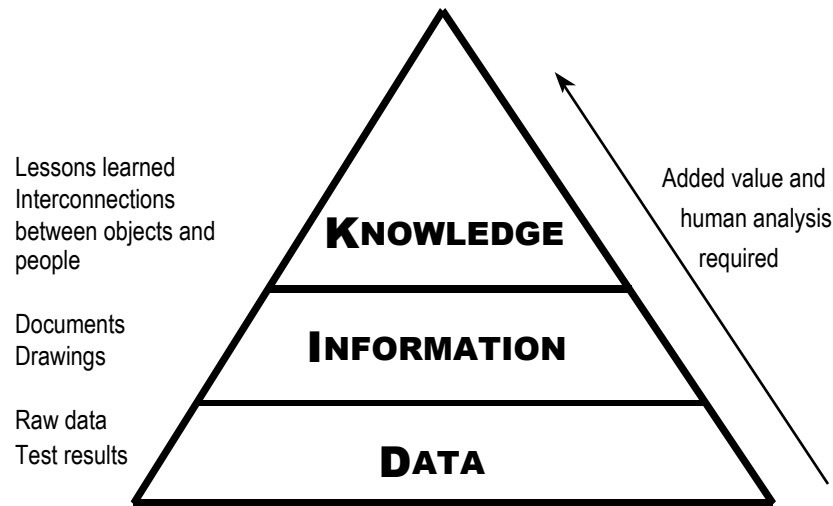 Lessons learned
Interconnections
between objects and
people
KNOWLEDGE
Added value and
human analysis
required
Documents
Drawings
INFORMATION
Raw data
Test results
DATA